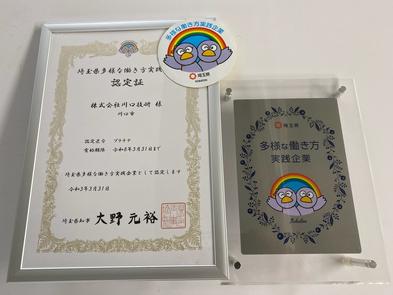 埼玉県多様な働き方実践企業
認定証
株式会社川口技研 様
川口市
認定区分 プラチナ
有効期限 令和8年3月31日まで
埼玉県多様な働き方実践企業として認定します
令和5年3月31日
埼玉県知事 大野元裕
多様な働き方実践企業
埼玉県
埼玉県
多様な働き方
実践企業